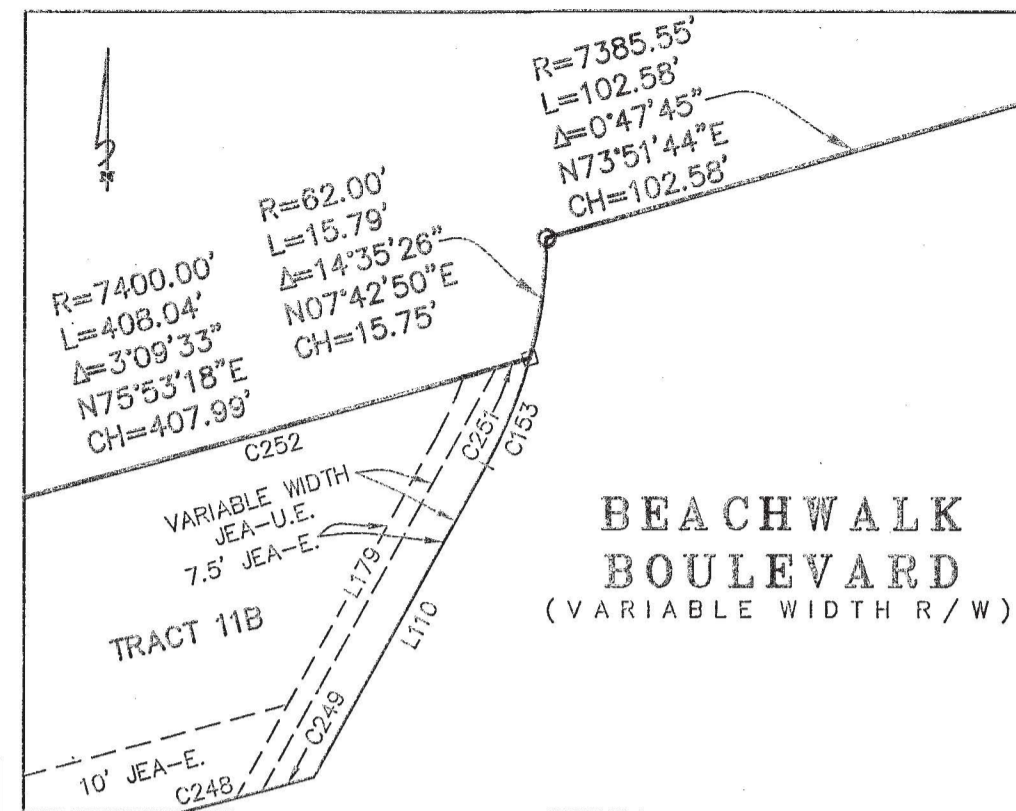 R=7385.55'
L=102.58'
Δ=0°47'45"
N73°51'44"E
CH=102.58'
R=62.00'
L=15.79'
Δ=14°35'26"
N07°42'50"E
CH=15.75'
R=7400.00'
L=408.04'
Δ=3°09'33"
N75°53'18"E
CH=407.99'
C252
C251
C153
VARIABLE WIDTH
JEA-U.E.
7.5' JEA-E.
L179
L110
TRACT 11B
BEACHWALK
BOULEVARD
(VARIABLE WIDTH R/W)
C249
10' JEA-E.
C248